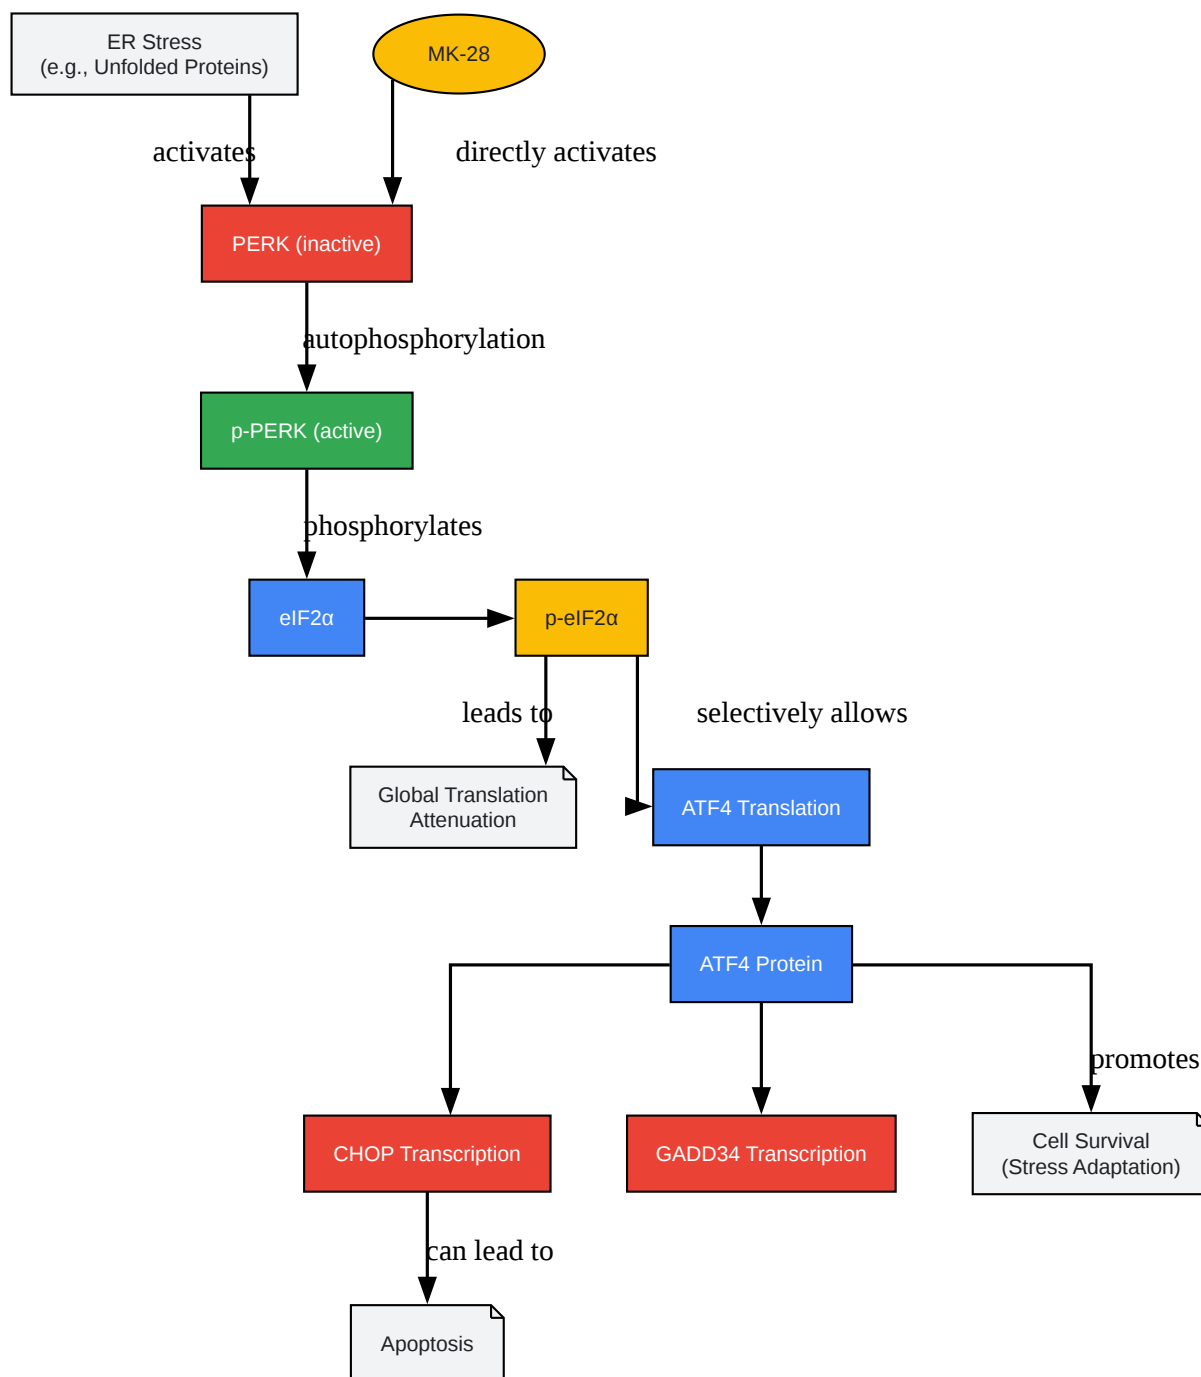 ER Stress
(e.g., Unfolded Proteins)
MK-28
activates
directly activates
PERK (inactive)
autophosphorylation
p-PERK (active)
phosphorylates
eIF2α
p-eIF2α
leads to
selectively allows
Global Translation
Attenuation
ATF4 Translation
ATF4 Protein
promotes
CHOP Transcription
GADD34 Transcription
Cell Survival
(Stress Adaptation)
can lead to
Apoptosis